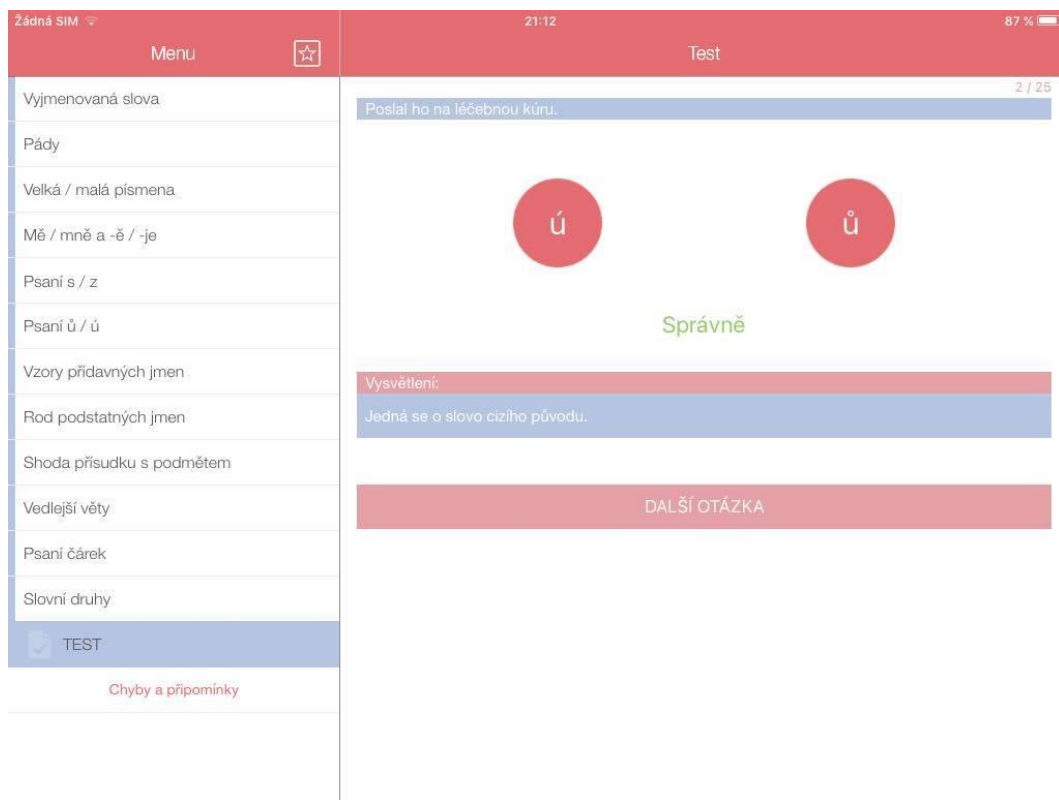 Žádná SIM
21:12
87 %
Menu
Test
Vyjmenovaná slova
Pády
Velká / malá písmena
Mě / mně a -ě / -je
Psaní s / z
Psaní ů / ú
Vzory přídavných jmen
Rod podstatných jmen
Shoda přísudku s podmětem
Vedlejší věty
Psaní čárek
Slovní druhy
TEST
Chyby a připomínky
2 / 25
Poslal ho na léčebnou kúru.
ú
ů
Správně
Vysvětlení:
Jedná se o slovo cizího původu.
DALŠÍ OTÁZKA